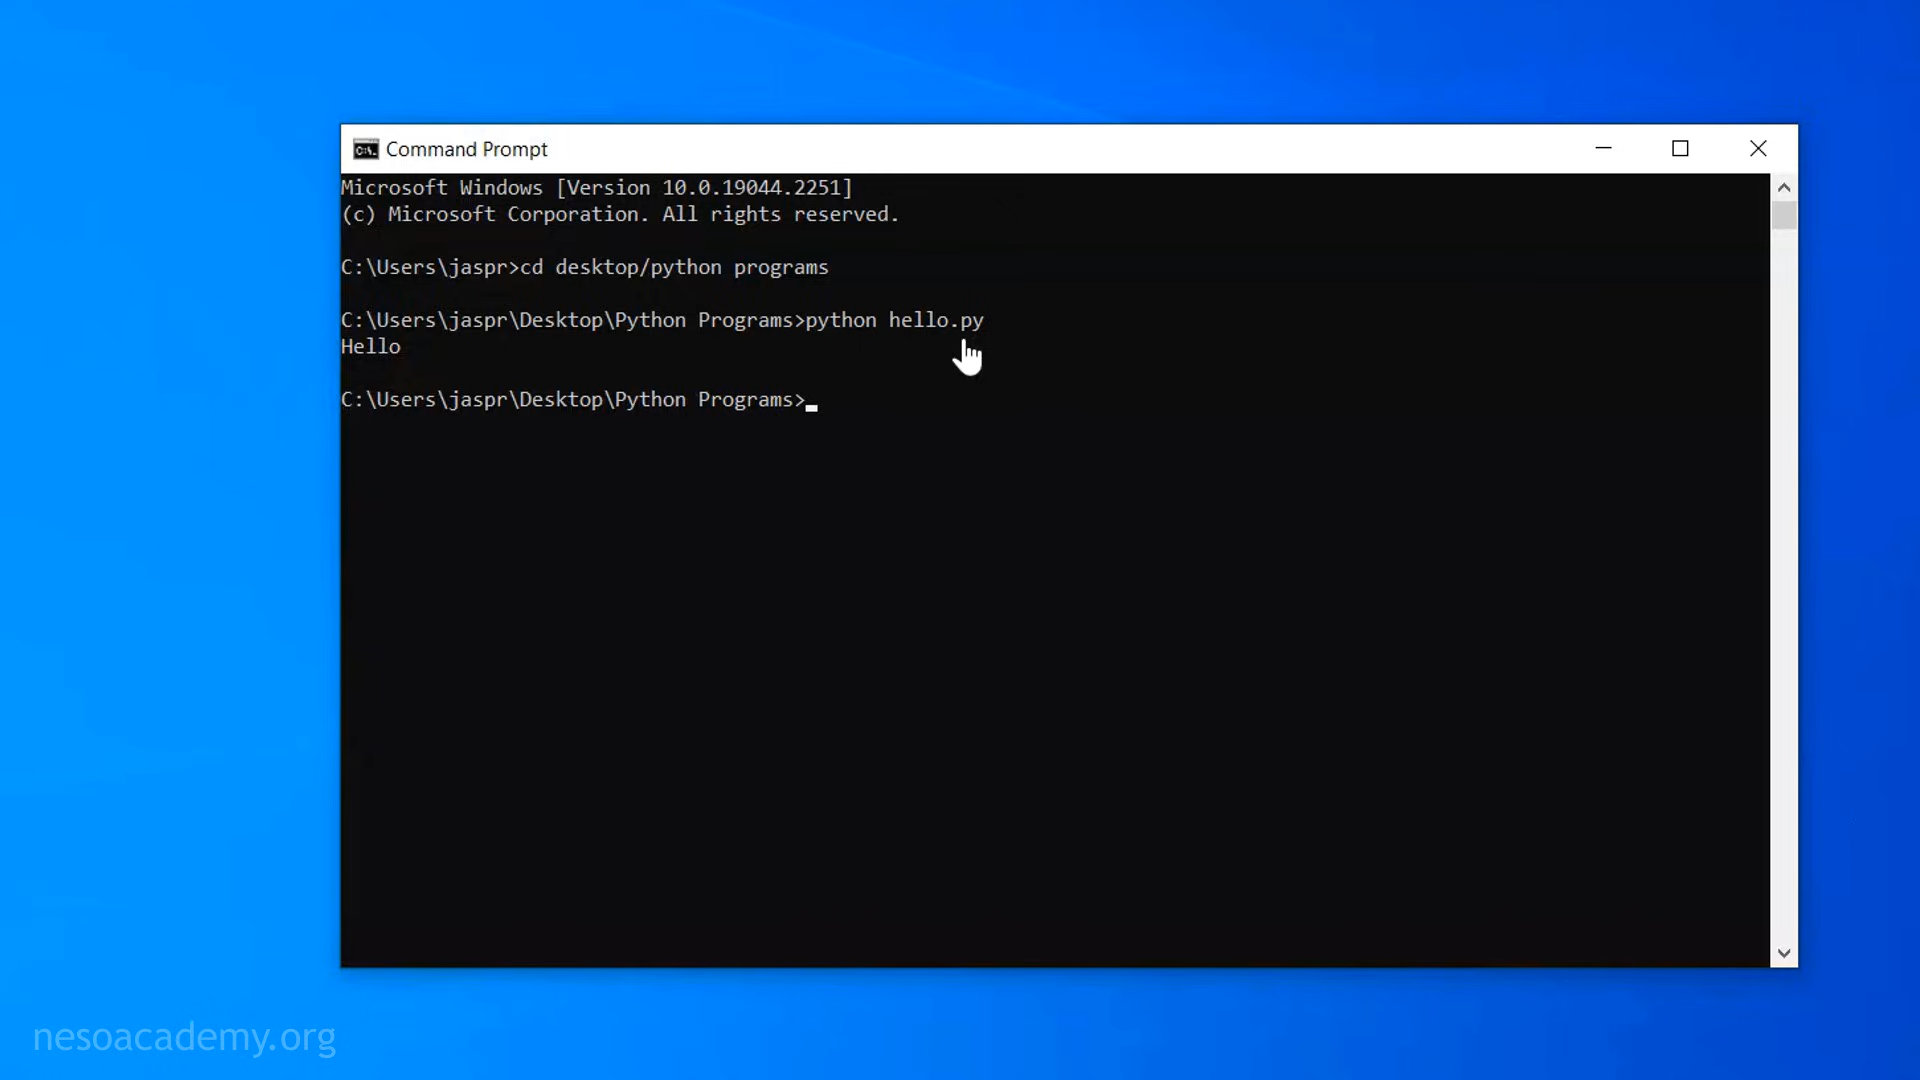 Command Prompt
Microsoft Windows [Version 10.0.19044.2251]
(c) Microsoft Corporation. All rights reserved.
C:\Users\jaspr>cd desktop/python programs
C:\Users\jaspr\Desktop\Python Programs>python hello.py
Hello
C:\Users\jaspr\Desktop\Python Programs>
nesoacademy.org